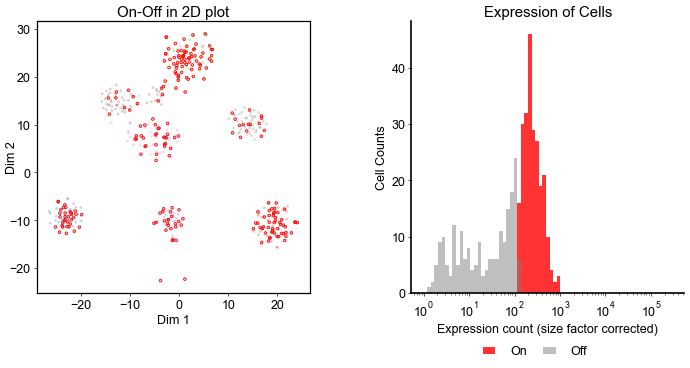 On-Off in 2D plot
Dim 2
30
20
10
0
−10
−20
−20
−10
0
10
20
Dim 1
Expression of Cells
Cell Counts
40
30
20
10
0
10^0
10^1
10^2
10^3
10^4
10^5
Expression count (size factor corrected)
On
Off